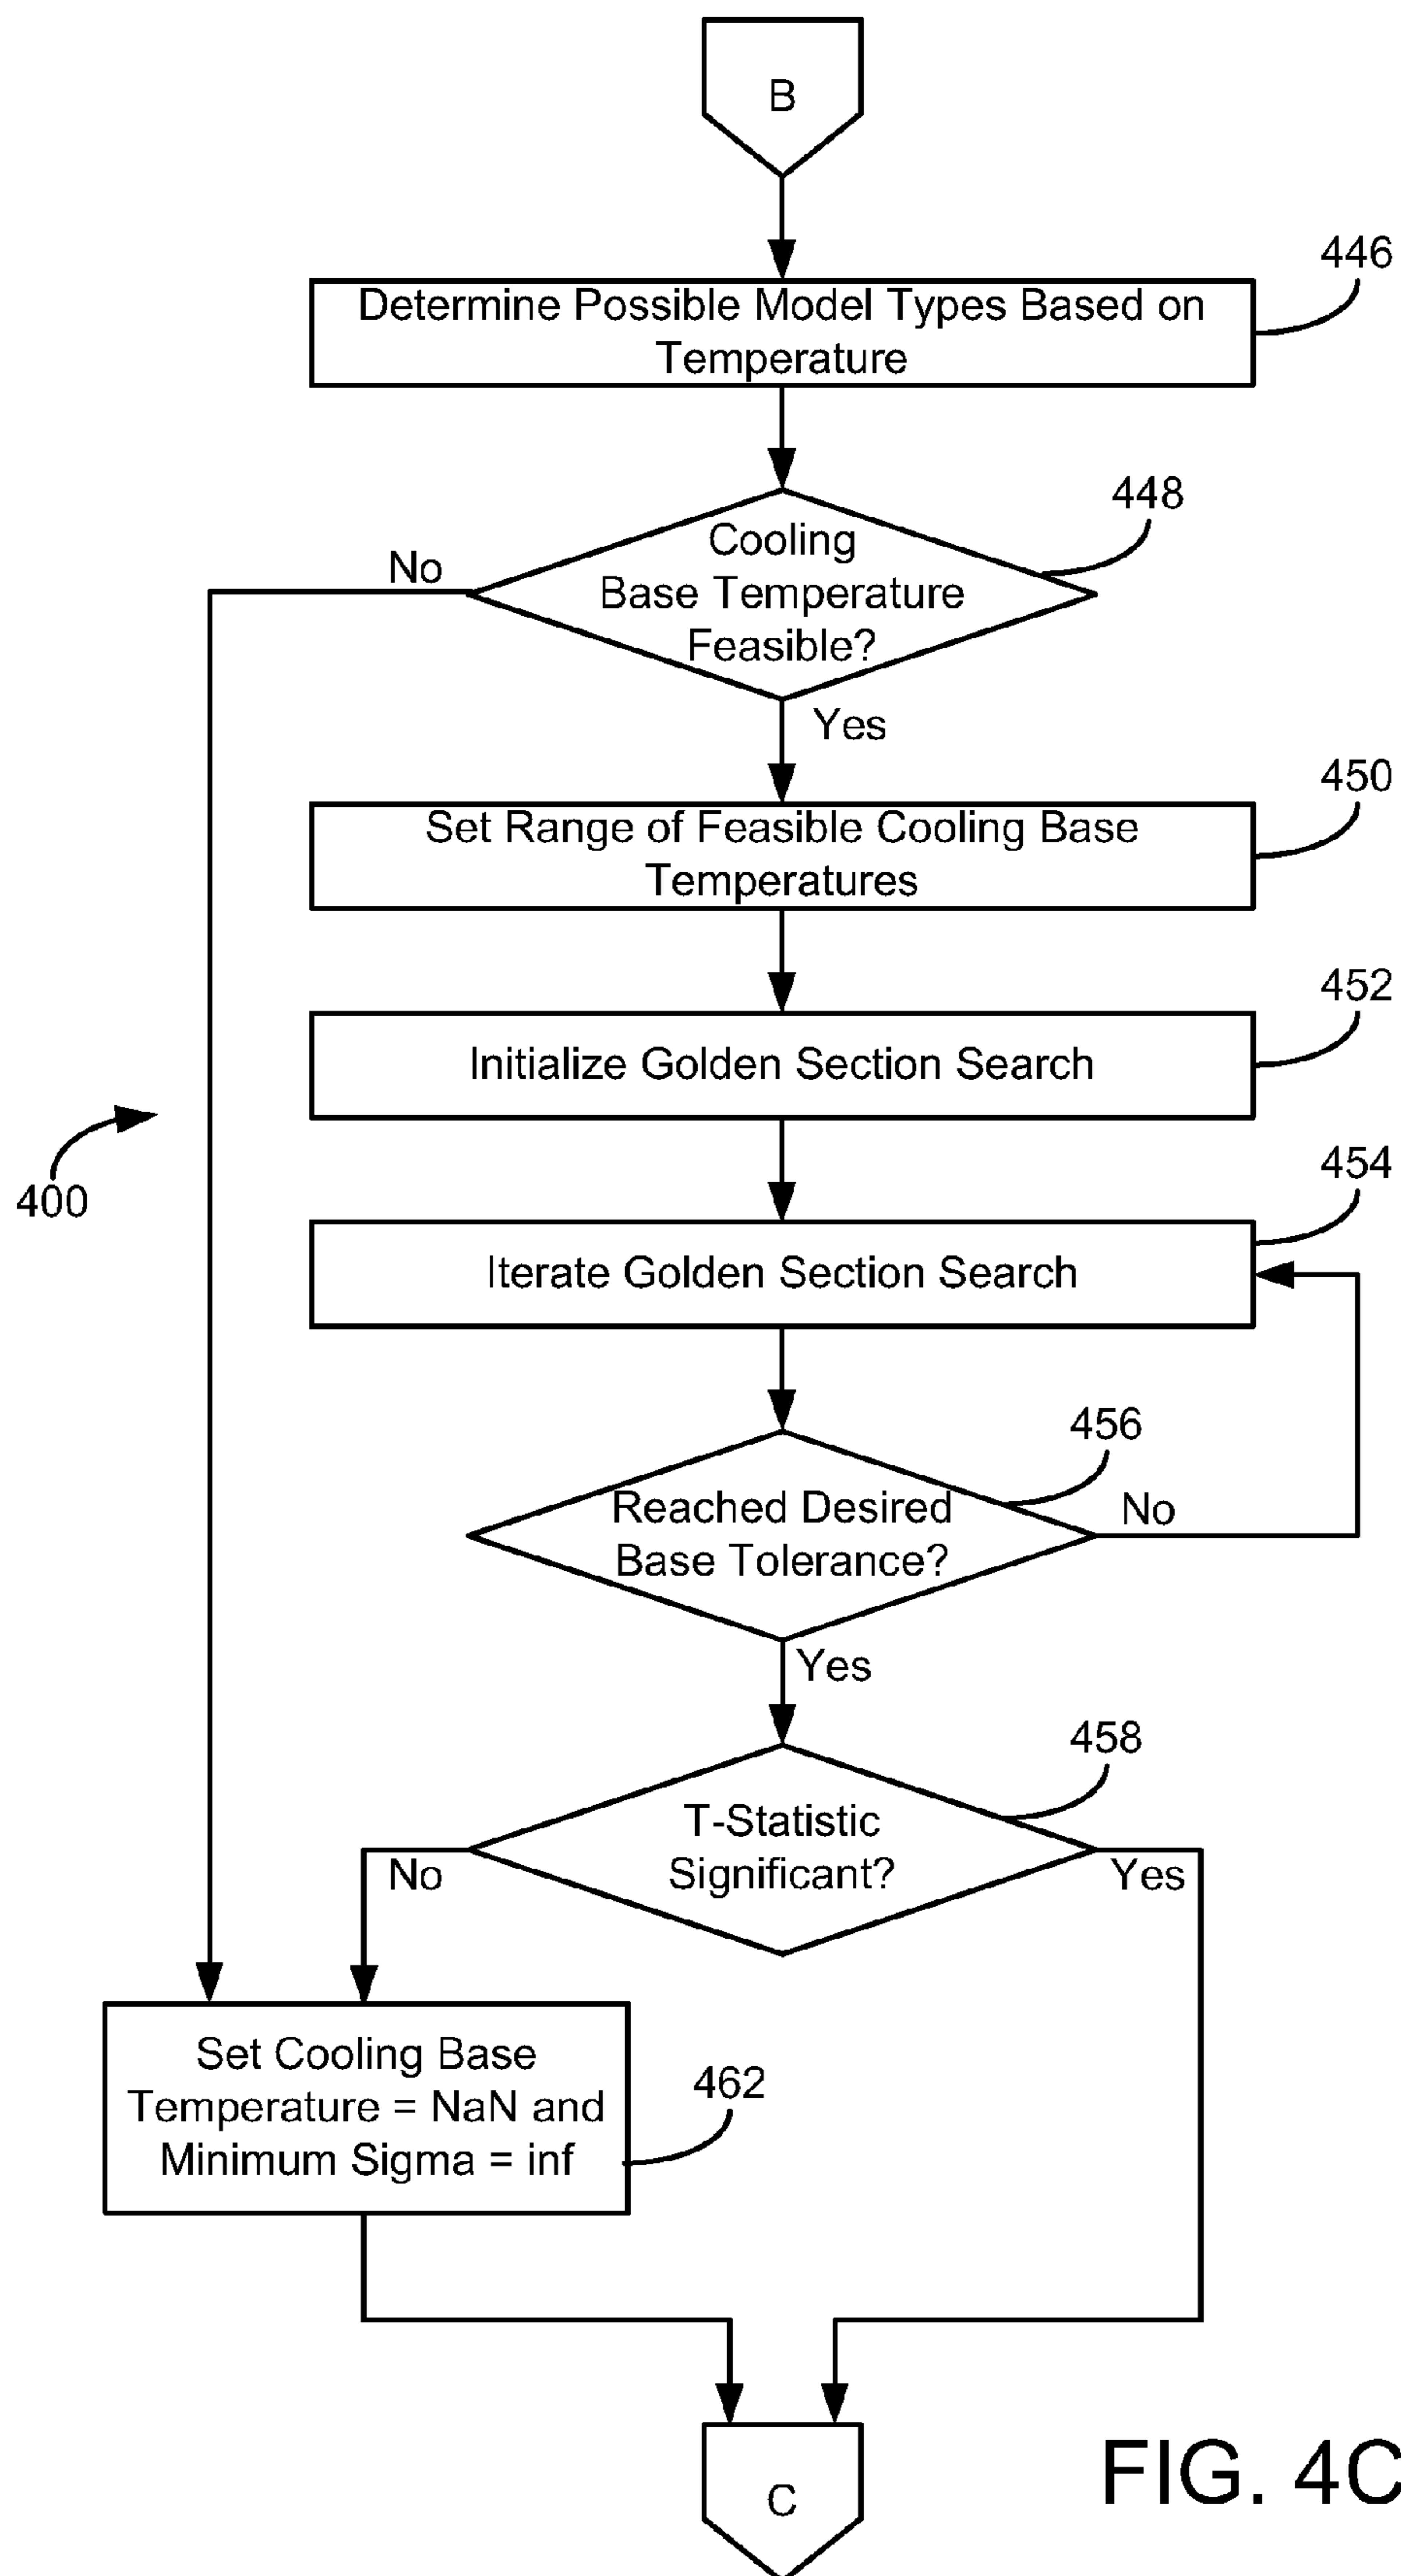 B
446
Determine Possible Model Types Based on
Temperature
448
Cooling
Base Temperature
Feasible?
No
Yes
450
Set Range of Feasible Cooling Base
Temperatures
452
Initialize Golden Section Search
400
454
Iterate Golden Section Search
456
Reached Desired
Base Tolerance?
No
Yes
458
T-Statistic
Significant?
No
Yes
Set Cooling Base
Temperature = NaN and
Minimum Sigma = inf
462
C
FIG. 4C